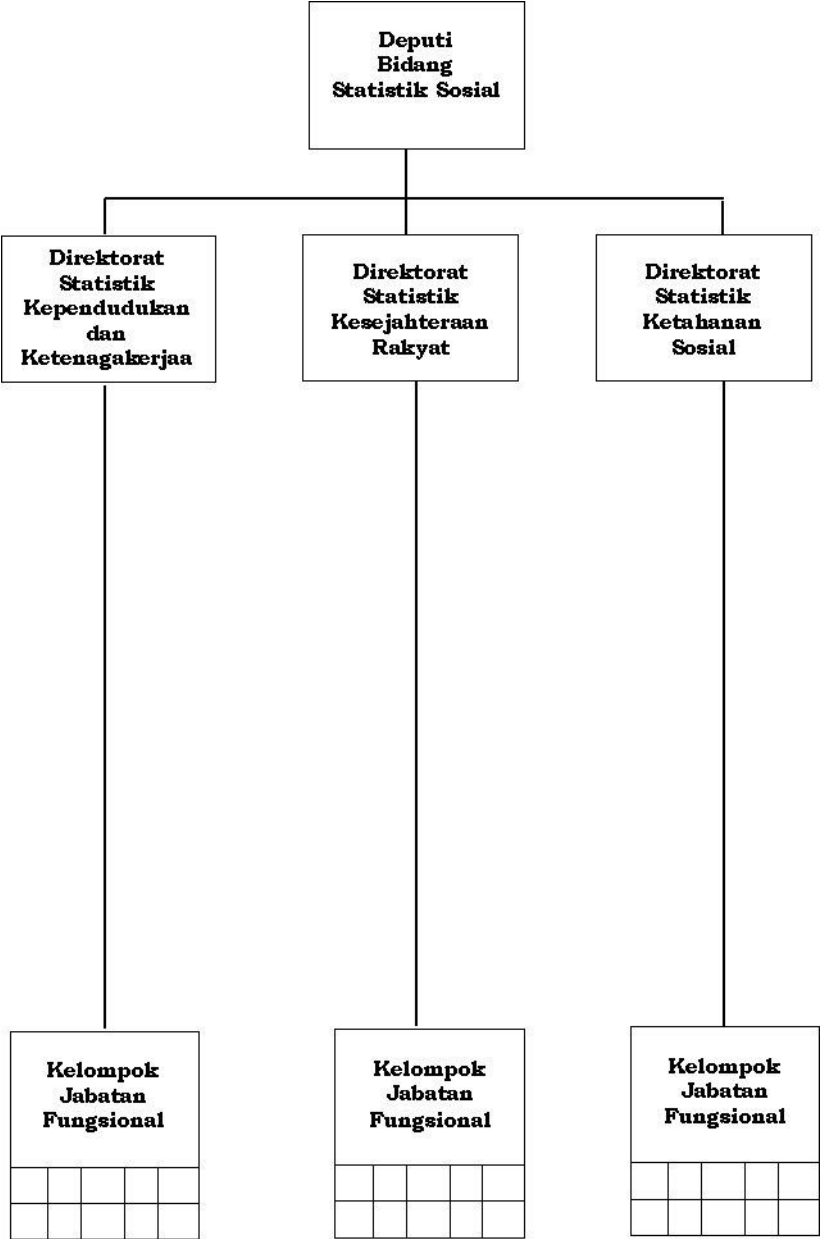 Deputi
Bidang
Statistik Sosial
Direktorat
Statistik
Kependudukan
dan
Ketenagakerjaa
Direktorat
Statistik
Kesejahteraan
Rakyat
Direktorat
Statistik
Ketahanan
Sosial
Kelompok
Jabatan
Fungsional
Kelompok
Jabatan
Fungsional
Kelompok
Jabatan
Fungsional